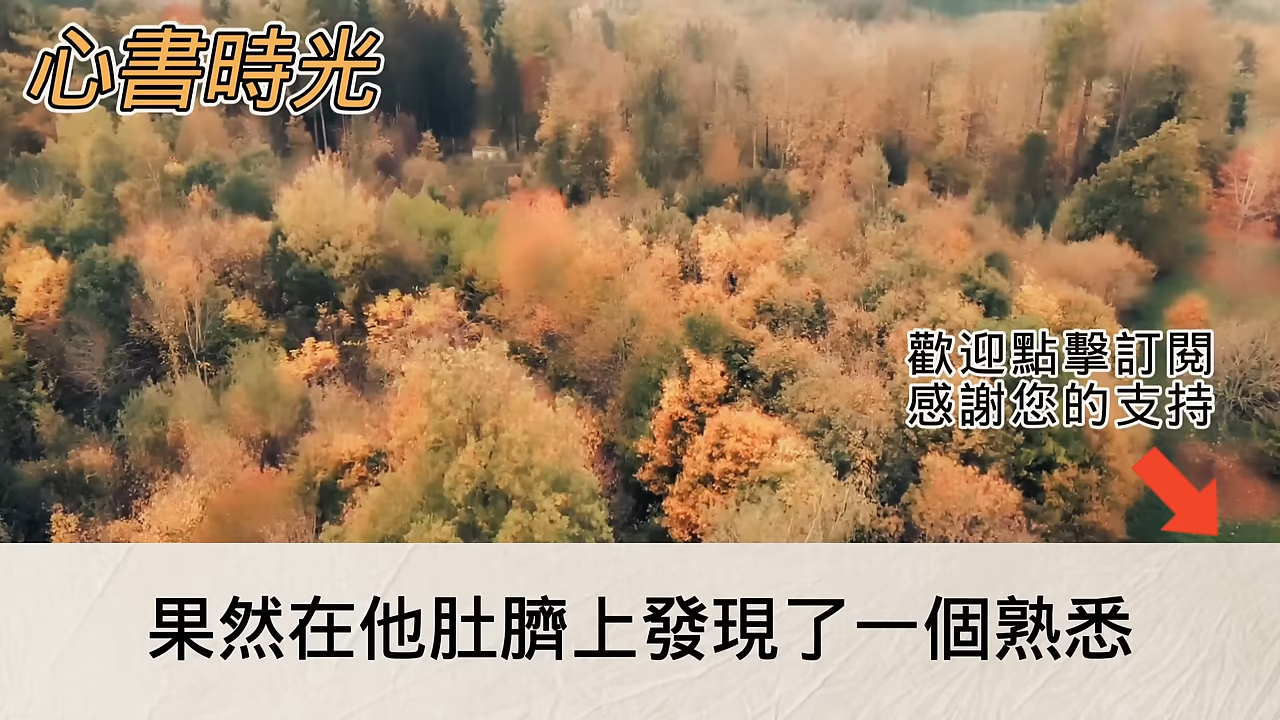 心書時光
歡迎點擊訂閱
感謝您的支持
果然在他肚臍上發現了一個熟悉